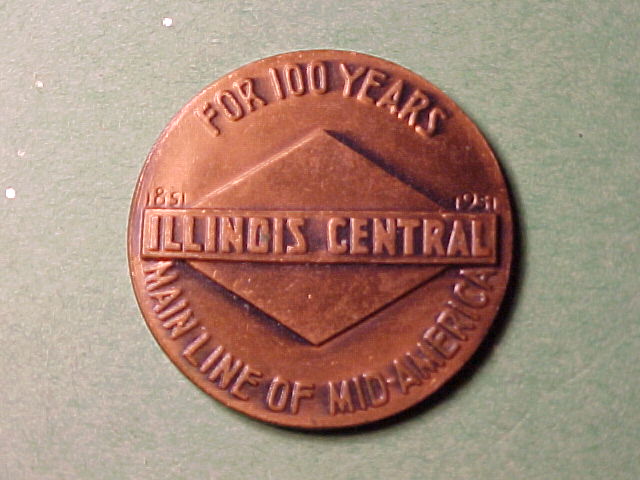 FOR 100 YEARS
1851 1951
ILLINOIS CENTRAL
MAIN LINE OF MID-AMERICA